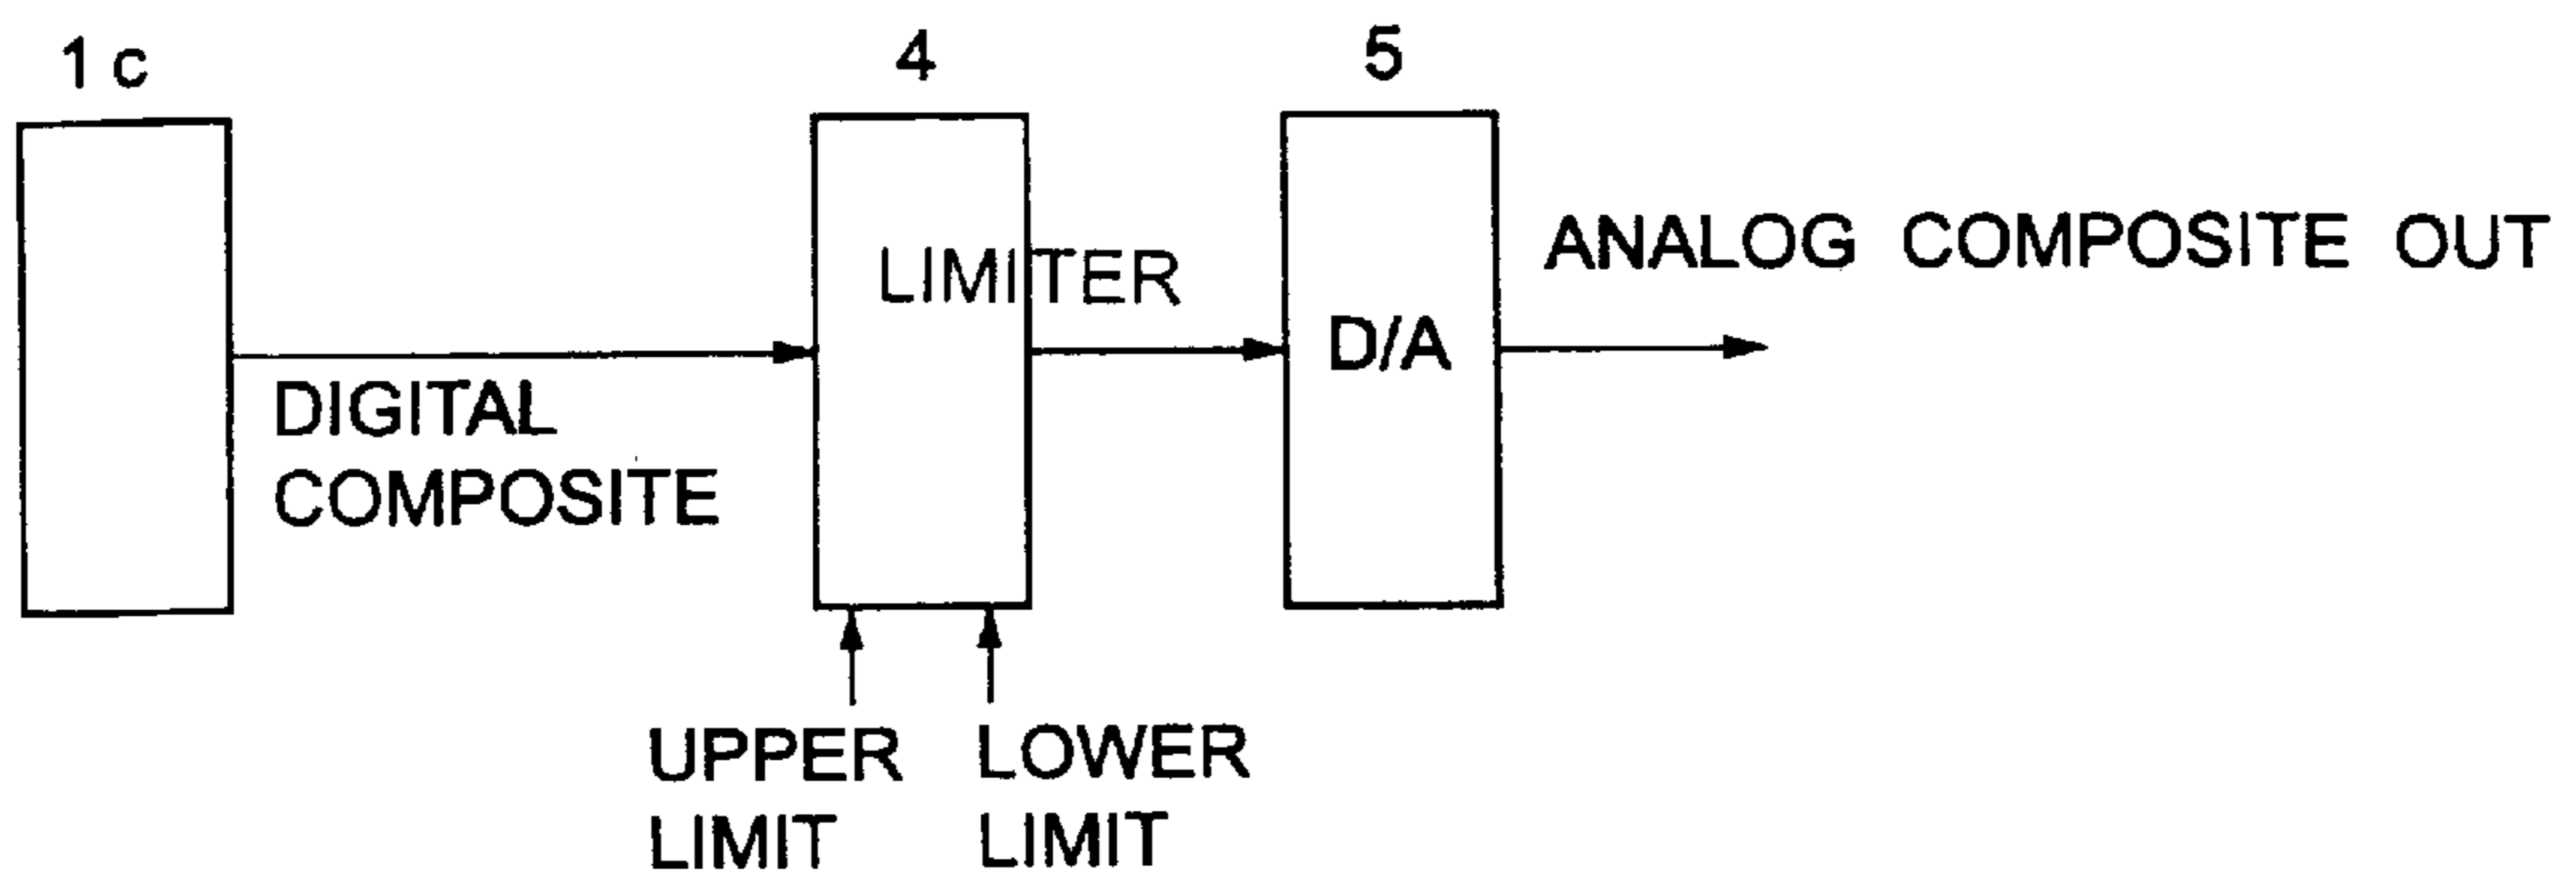 1 c
4
5
LIMITER
ANALOG COMPOSITE OUT
D/A
DIGITAL
COMPOSITE
UPPER
LIMIT
LOWER
LIMIT